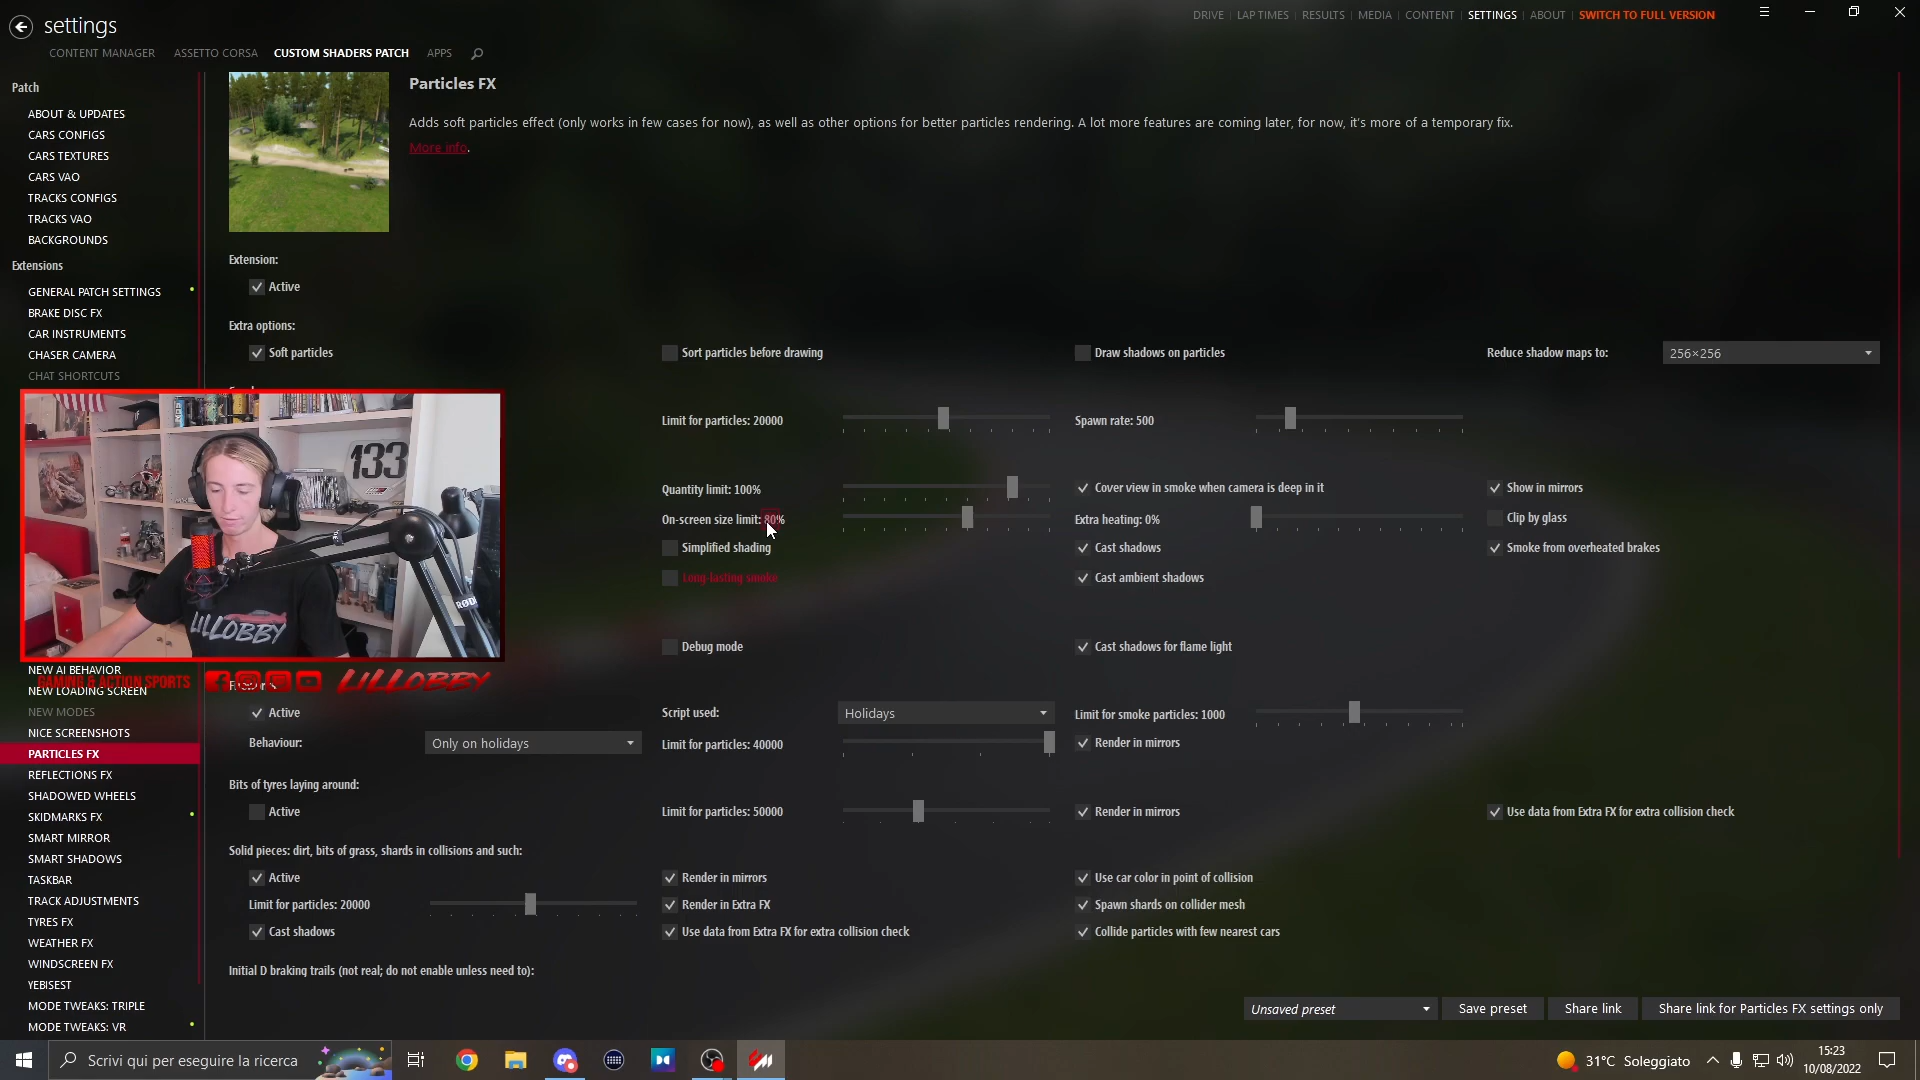 settings
DRIVE LAP TIMES RESULTS MEDIA CONTENT SETTINGS ABOUT SWITCH TO FULL VERSION
CONTENT MANAGER ASSETTO CORSA CUSTOM SHADERS PATCH APPS
Patch
ABOUT & UPDATES
CARS CONFIGS
CARS TEXTURES
CARS VAO
TRACKS CONFIGS
TRACKS VAO
BACKGROUNDS
Extensions
GENERAL PATCH SETTINGS
BRAKE DISC FX
CAR INSTRUMENTS
CHASER CAMERA
CHAT SHORTCUTS
NEW AI BEHAVIOR
NEW LOADING SCREEN
NEW MODES
NICE SCREENSHOTS
PARTICLES FX
REFLECTIONS FX
SHADOWED WHEELS
SKIDMARKS FX
SMART MIRROR
SMART SHADOWS
TASKBAR
TRACK ADJUSTMENTS
TYRES FX
WEATHER FX
WINDSCREEN FX
YEBISEST
MODE TWEAKS: TRIPLE
MODE TWEAKS: VR
Particles FX
Adds soft particles effect (only works in few cases for now), as well as other options for better particles rendering. A lot more features are coming later, for now, it's more of a temporary fix.
More info.
Extension:
Active
Extra options:
Soft particles Sort particles before drawing Draw shadows on particles Reduce shadow maps to: 256×256
Limit for particles: 20000 Spawn rate: 500
Quantity limit: 100% Cover view in smoke when camera is deep in it Show in mirrors
On-screen size limit: 80% Extra heating: 0% Clip by glass
Simplified shading Cast shadows Smoke from overheated brakes
Long-lasting smoke Cast ambient shadows
Debug mode Cast shadows for flame light
133
RØDE
LILLOBBY
GAMING & ACTION SPORTS LILLOBBY
Active Script used: Holidays Limit for smoke particles: 1000
Behaviour: Only on holidays Limit for particles: 40000 Render in mirrors
Bits of tyres laying around:
Active Limit for particles: 50000 Render in mirrors Use data from Extra FX for extra collision check
Solid pieces: dirt, bits of grass, shards in collisions and such:
Active Render in mirrors Use car color in point of collision
Limit for particles: 20000 Render in Extra FX Spawn shards on collider mesh
Cast shadows Use data from Extra FX for extra collision check Collide particles with few nearest cars
Initial D braking trails (not real; do not enable unless need to):
Unsaved preset Save preset Share link Share link for Particles FX settings only
Scrivi qui per eseguire la ricerca
31°C Soleggiato
15:23
10/08/2022